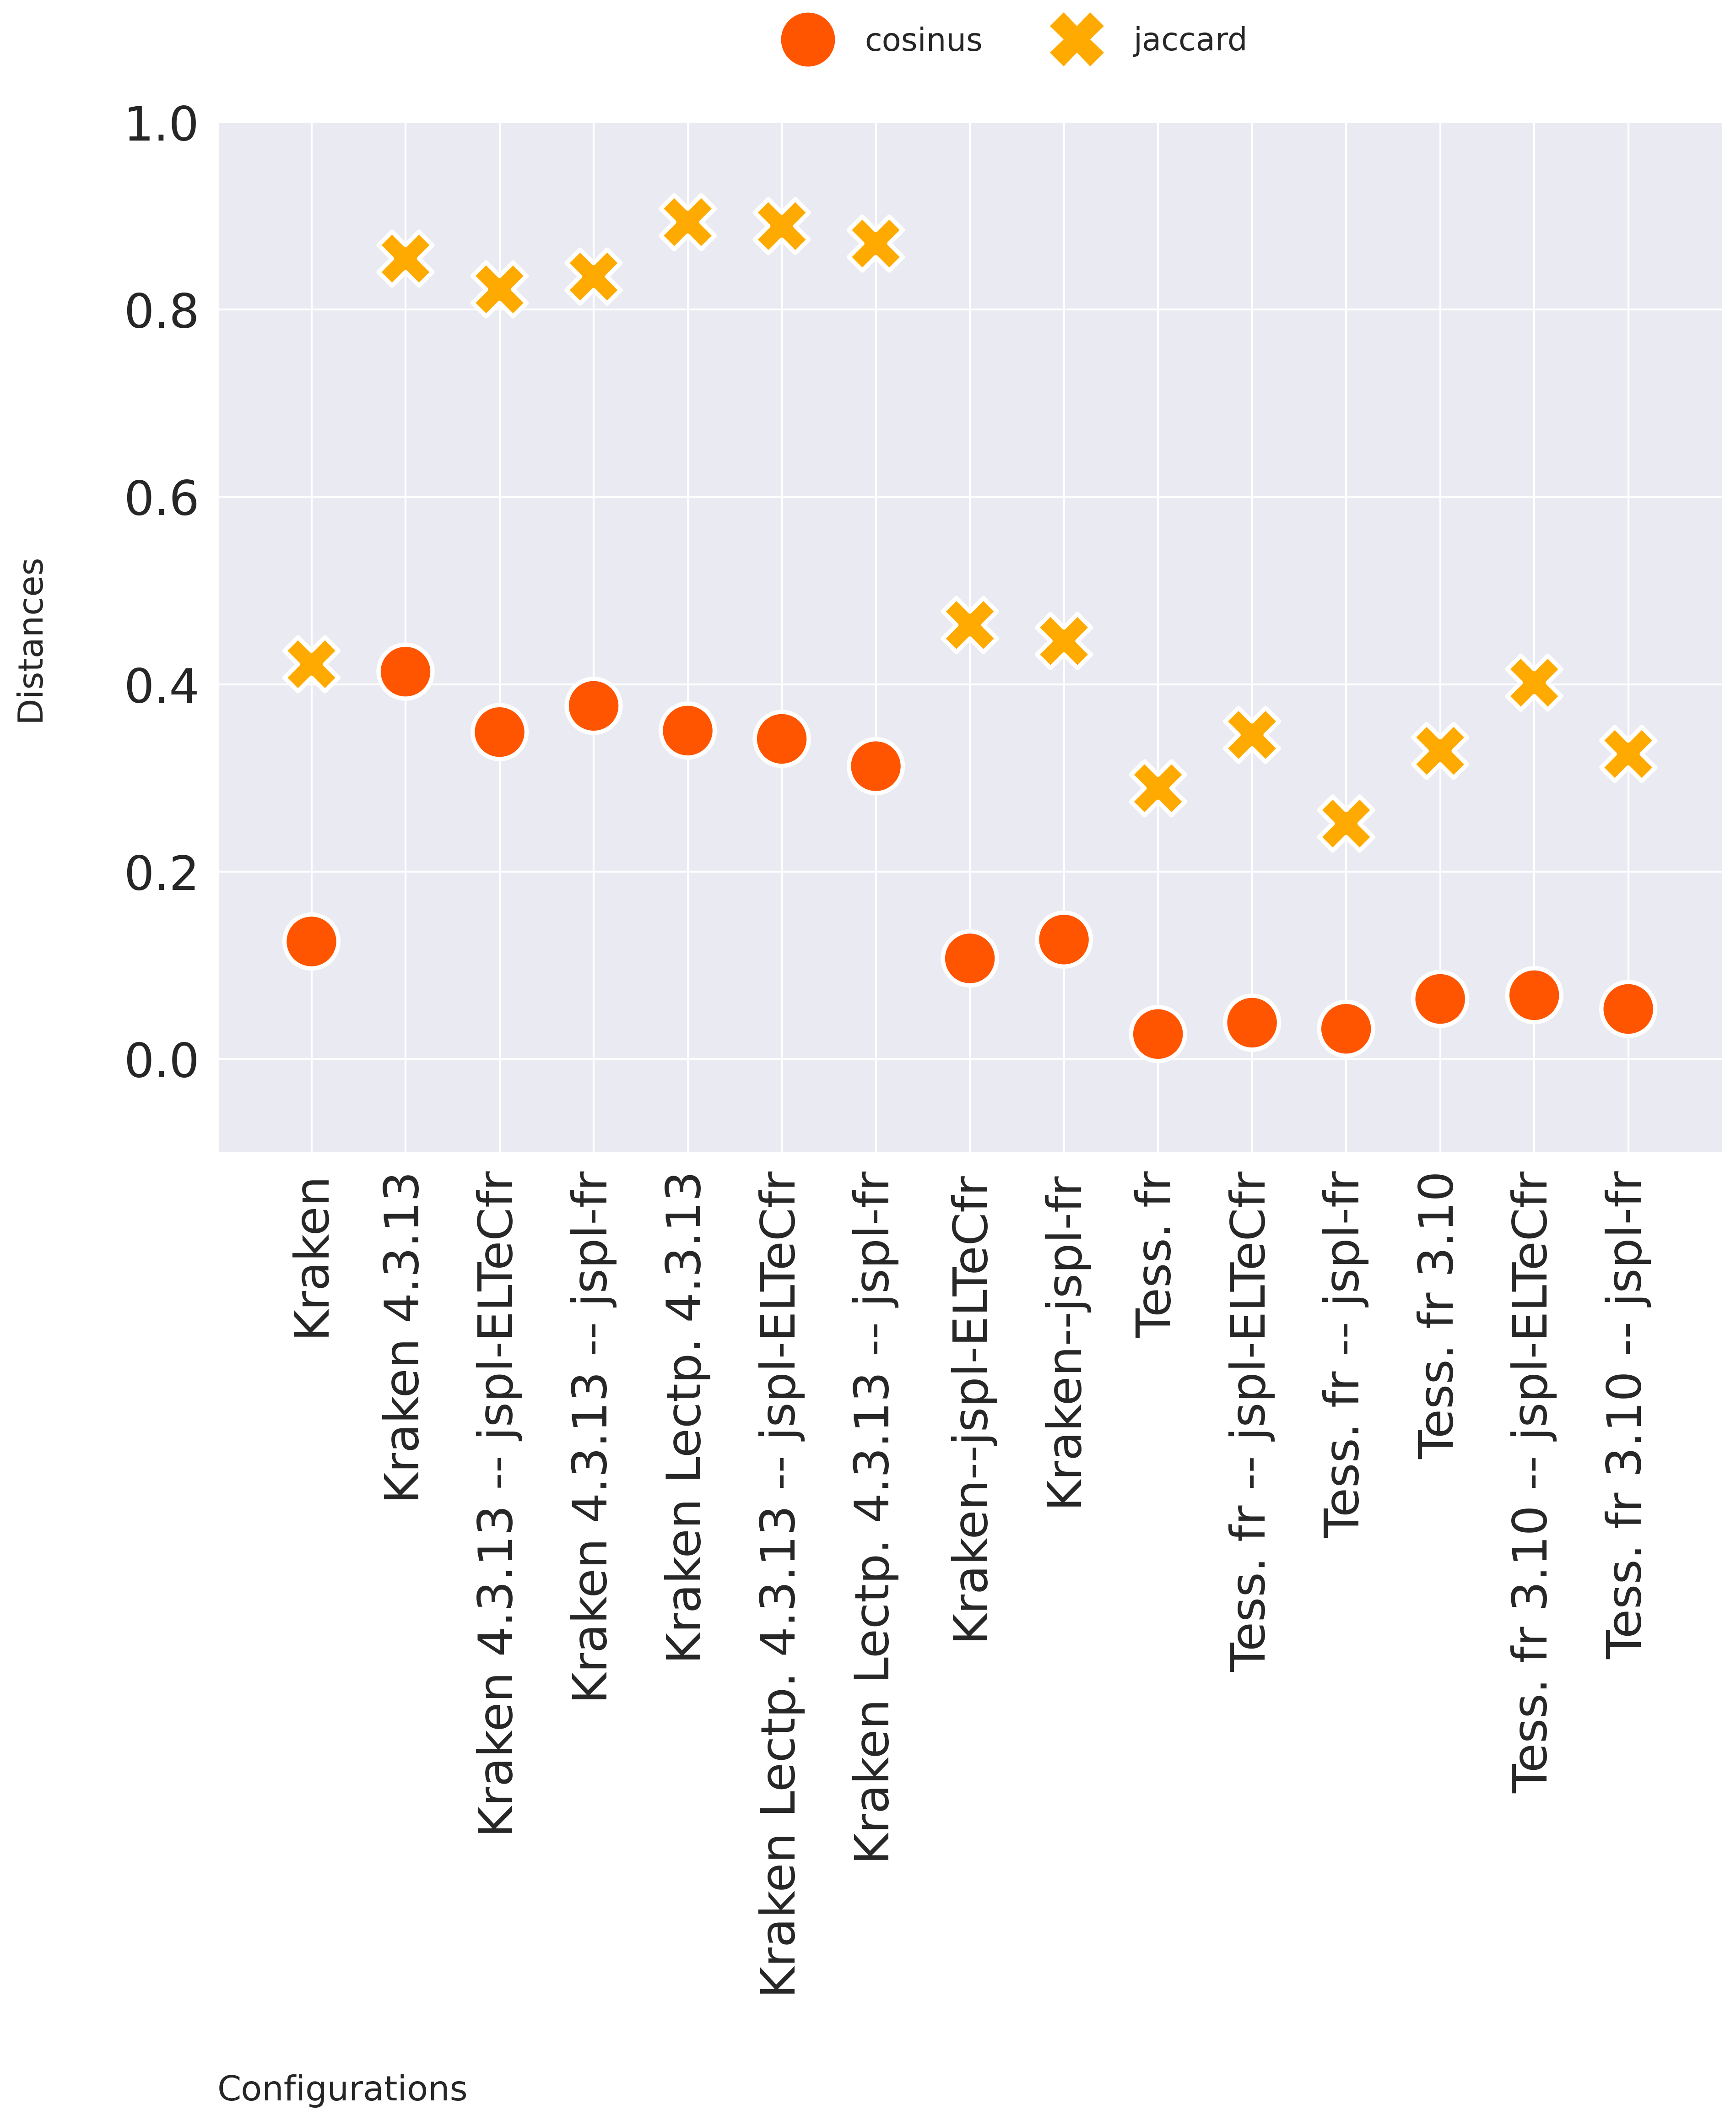 cosinus
jaccard
1.0
0.8
0.6
0.4
0.2
0.0
Distances
Kraken
Kraken 4.3.13
Kraken 4.3.13 -- jspl-ELTeCfr
Kraken 4.3.13 -- jspl-fr
Kraken Lectp. 4.3.13
Kraken Lectp. 4.3.13 -- jspl-ELTeCfr
Kraken Lectp. 4.3.13 -- jspl-fr
Kraken--jspl-ELTeCfr
Kraken--jspl-fr
Tess. fr
Tess. fr -- jspl-ELTeCfr
Tess. fr -- jspl-fr
Tess. fr 3.10
Tess. fr 3.10 -- jspl-ELTeCfr
Tess. fr 3.10 -- jspl-fr
Configurations